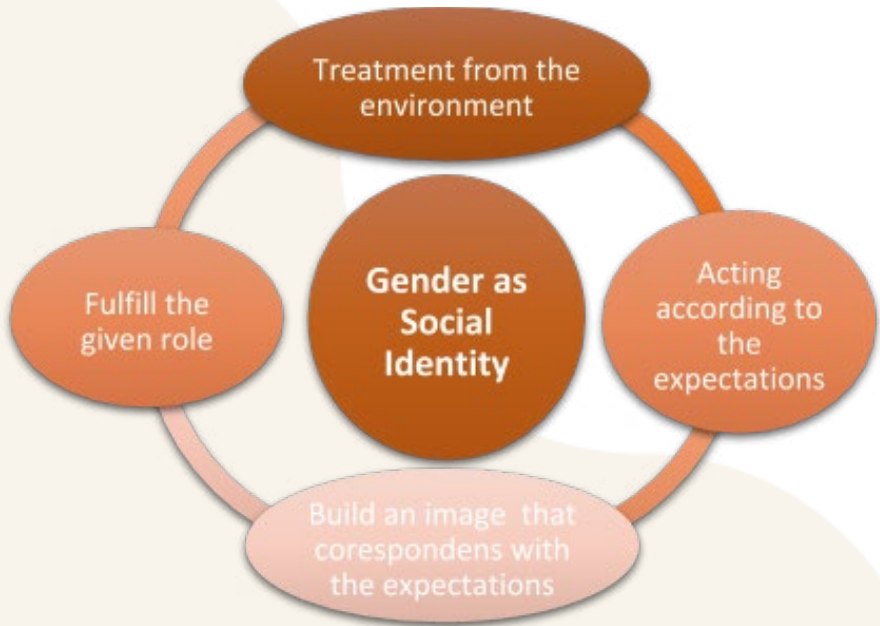 Treatment from the
environment
Gender as
Social
Identity
Acting
according to
the
expectations
Fulfill the
given role
Build an image  that
corespondens with
the expectations